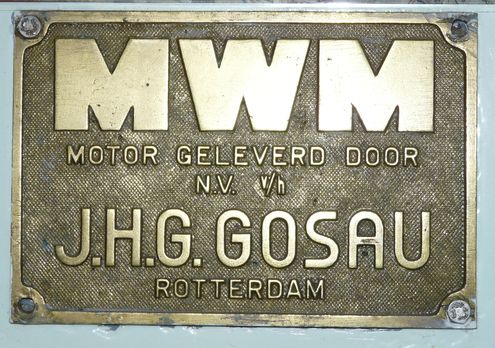 MWM
MOTOR GELEVERD DOOR
N.V. v/h
J.H.G. GOSAU
ROTTERDAM